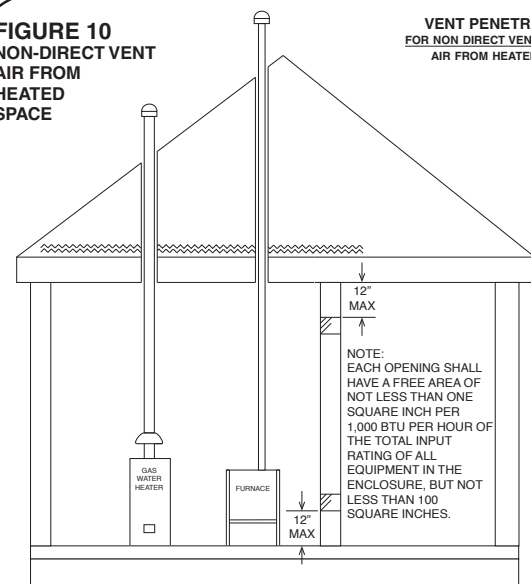 FIGURE 10
NON-DIRECT VENT
AIR FROM
HEATED
SPACE
VENT
FOR NON DIRECT
AIR FROM
12"
MAX
NOTE:
EACH OPENING SHALL
HAVE A FREE AREA OF
NOT LESS THAN ONE
SQUARE INCH PER
1,000 BTU PER HOUR OF
THE TOTAL INPUT
RATING OF ALL
EQUIPMENT IN THE
ENCLOSURE, BUT NOT
LESS THAN 100
SQUARE INCHES.
GAS
WATER
HEATER
FURNACE
12"
MAX